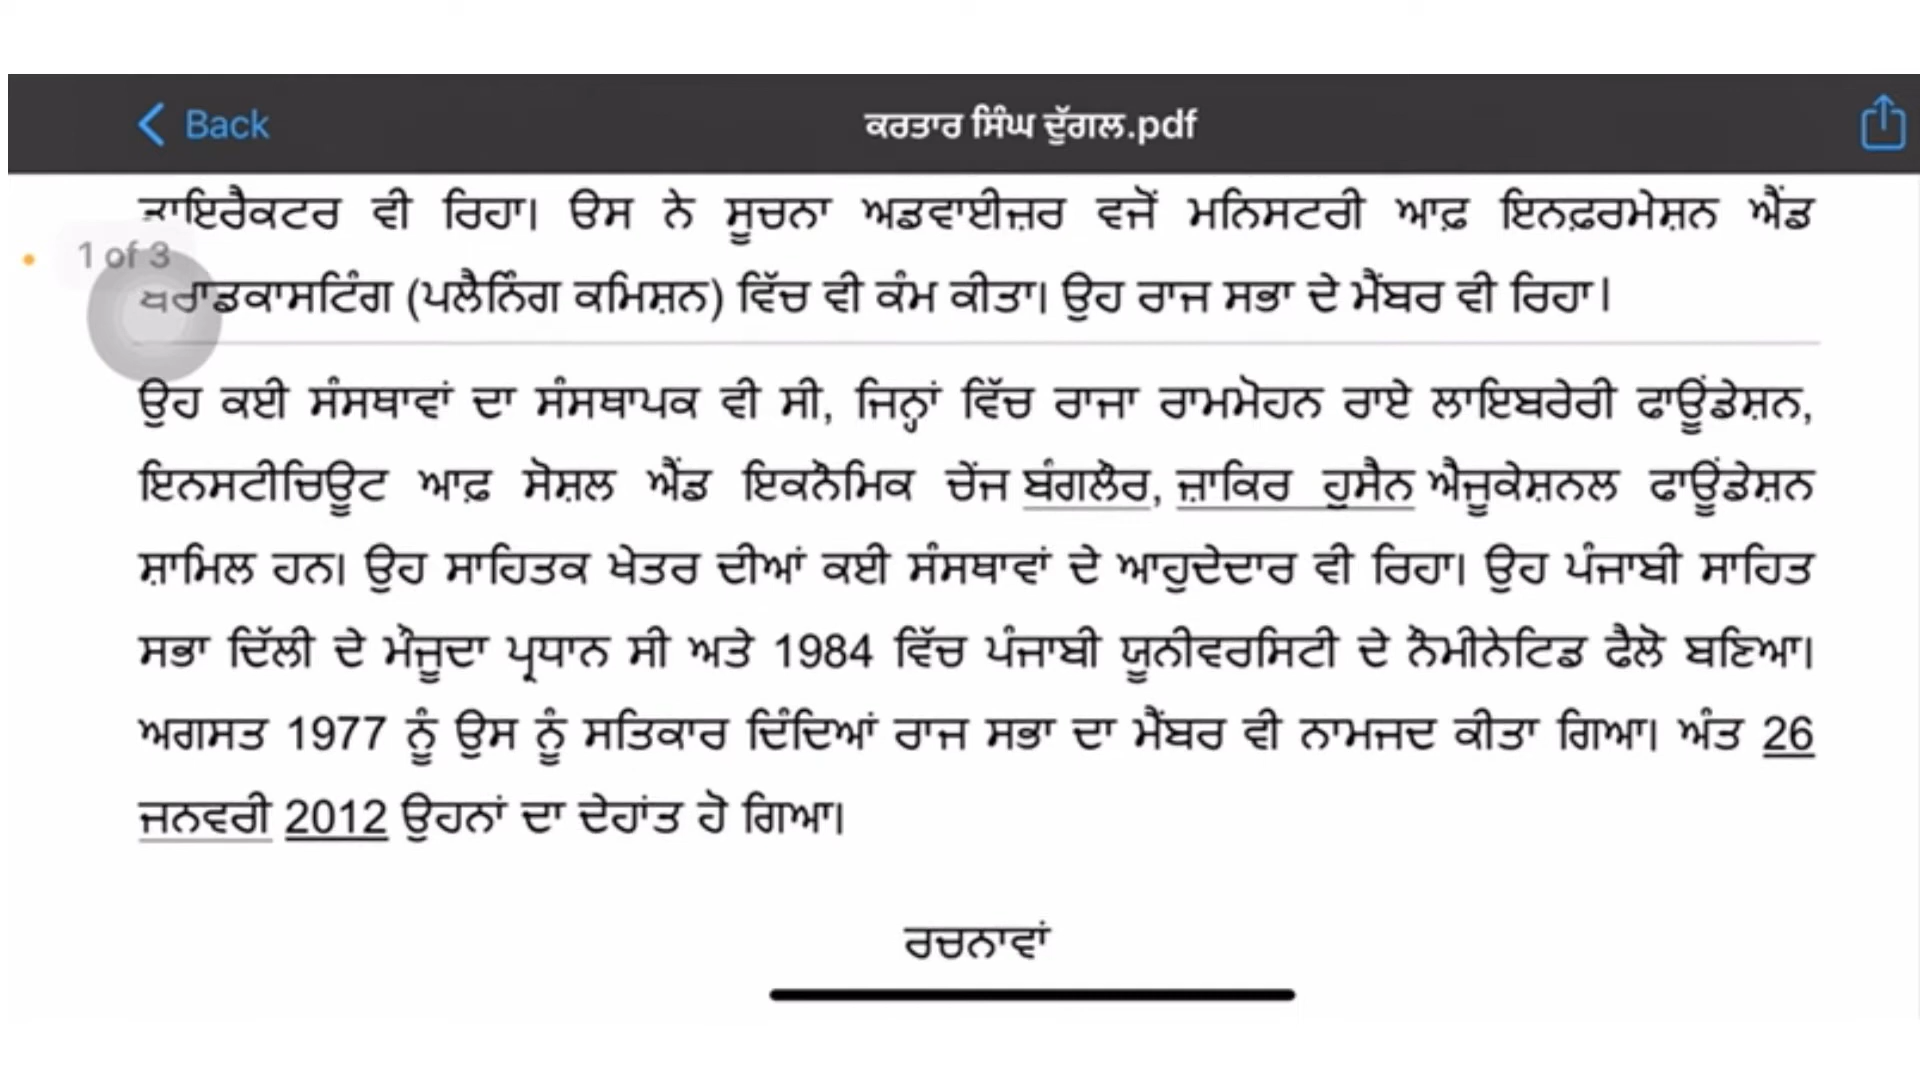 Back
ਕਰਤਾਰ ਸਿੰਘ ਦੁੱਗਲ.pdf
ਡਾਇਰੈਕਟਰ ਵੀ ਰਿਹਾ। ੳਸ ਨੇ ਸੂਚਨਾ ਅਡਵਾਈਜ਼ਰ ਵਜੋਂ ਮਨਿਸਟਰੀ ਆਫ਼ ਇਨਫ਼ਰਮੇਸ਼ਨ ਐਂਡ
1 of 3
ਬਰਾਡਕਾਸਟਿੰਗ (ਪਲੈਨਿੰਗ ਕਮਿਸ਼ਨ) ਵਿੱਚ ਵੀ ਕੰਮ ਕੀਤਾ। ਉਹ ਰਾਜ ਸਭਾ ਦੇ ਮੈਂਬਰ ਵੀ ਰਿਹਾ।
ਉਹ ਕਈ ਸੰਸਥਾਵਾਂ ਦਾ ਸੰਸਥਾਪਕ ਵੀ ਸੀ, ਜਿਨ੍ਹਾਂ ਵਿੱਚ ਰਾਜਾ ਰਾਮਮੋਹਨ ਰਾਏ ਲਾਇਬਰੇਰੀ ਫਾਊਂਡੇਸ਼ਨ,
ਇਨਸਟੀਚਿਊਟ ਆਫ਼ ਸੋਸ਼ਲ ਐਂਡ ਇਕਨੌਮਿਕ ਚੇਂਜ ਬੰਗਲੌਰ, ਜ਼ਾਕਿਰ ਹੁਸੈਨ ਐਜੂਕੇਸ਼ਨਲ ਫਾਊਂਡੇਸ਼ਨ
ਸ਼ਾਮਿਲ ਹਨ। ਉਹ ਸਾਹਿਤਕ ਖੇਤਰ ਦੀਆਂ ਕਈ ਸੰਸਥਾਵਾਂ ਦੇ ਆਹੁਦੇਦਾਰ ਵੀ ਰਿਹਾ। ਉਹ ਪੰਜਾਬੀ ਸਾਹਿਤ
ਸਭਾ ਦਿੱਲੀ ਦੇ ਮੌਜੂਦਾ ਪ੍ਰਧਾਨ ਸੀ ਅਤੇ 1984 ਵਿੱਚ ਪੰਜਾਬੀ ਯੂਨੀਵਰਸਿਟੀ ਦੇ ਨੌਮੀਨੇਟਿਡ ਫੈਲੋ ਬਣਿਆ।
ਅਗਸਤ 1977 ਨੂੰ ਉਸ ਨੂੰ ਸਤਿਕਾਰ ਦਿੰਦਿਆਂ ਰਾਜ ਸਭਾ ਦਾ ਮੈਂਬਰ ਵੀ ਨਾਮਜਦ ਕੀਤਾ ਗਿਆ। ਅੰਤ 26
ਜਨਵਰੀ 2012 ਉਹਨਾਂ ਦਾ ਦੇਹਾਂਤ ਹੋ ਗਿਆ।
ਰਚਨਾਵਾਂ